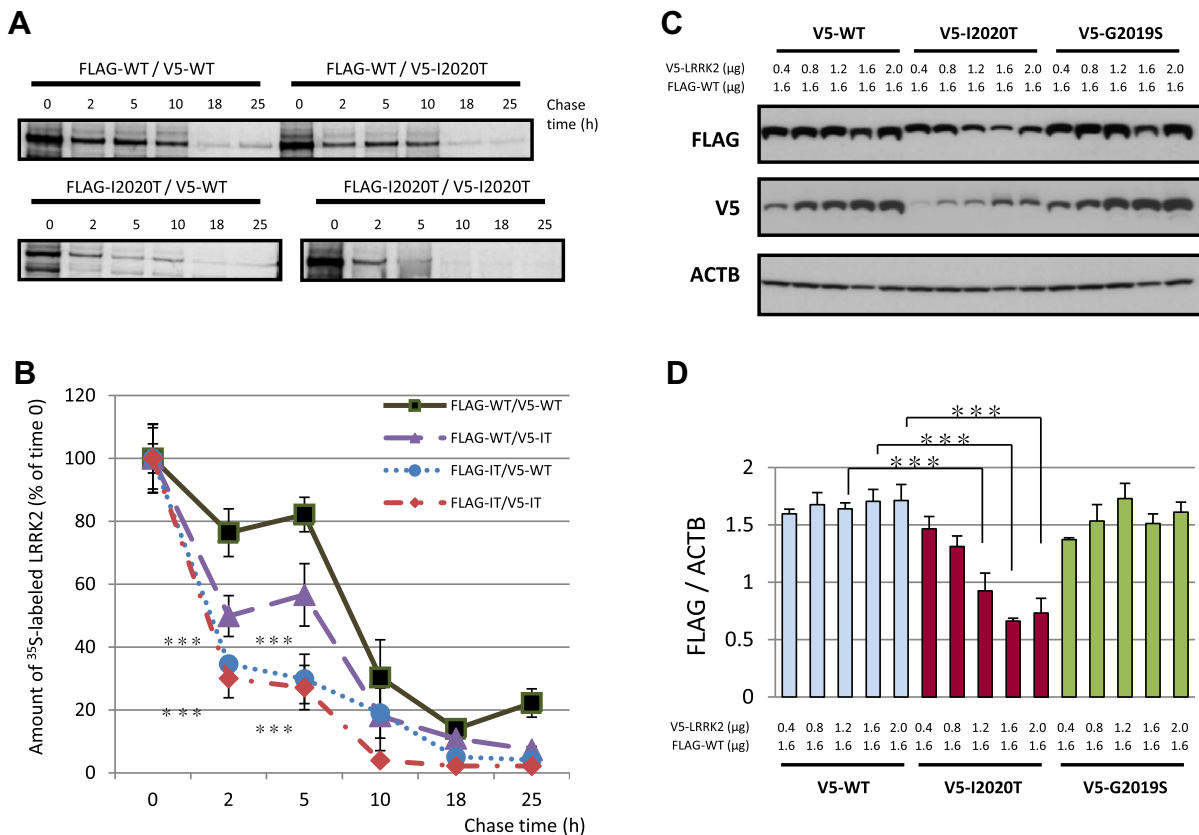 A
FLAG-WT / V5-WT
FLAG-WT / V5-I2020T
0 2 5 10 18 25 0 2 5 10 18 25
Chase time (h)
FLAG-I2020T / V5-WT
FLAG-I2020T / V5-I2020T
0 2 5 10 18 25 0 2 5 10 18 25
B
Amount of ³⁵S-labeled LRRK2 (% of time 0)
120
100
80
60
40
20
0
FLAG-WT/V5-WT
FLAG-WT/V5-IT
FLAG-IT/V5-WT
FLAG-IT/V5-IT
*** ***
*** ***
0 2 5 10 18 25
Chase time (h)
C
V5-WT V5-I2020T V5-G2019S
V5-LRRK2 (µg) 0.4 0.8 1.2 1.6 2.0 0.4 0.8 1.2 1.6 2.0 0.4 0.8 1.2 1.6 2.0
FLAG-WT (µg) 1.6 1.6 1.6 1.6 1.6 1.6 1.6 1.6 1.6 1.6 1.6 1.6 1.6 1.6 1.6
FLAG
V5
ACTB
D
***
***
***
FLAG / ACTB
2
1.5
1
0.5
0
V5-LRRK2 (µg) 0.4 0.8 1.2 1.6 2.0 0.4 0.8 1.2 1.6 2.0 0.4 0.8 1.2 1.6 2.0
FLAG-WT (µg) 1.6 1.6 1.6 1.6 1.6 1.6 1.6 1.6 1.6 1.6 1.6 1.6 1.6 1.6 1.6
V5-WT V5-I2020T V5-G2019S